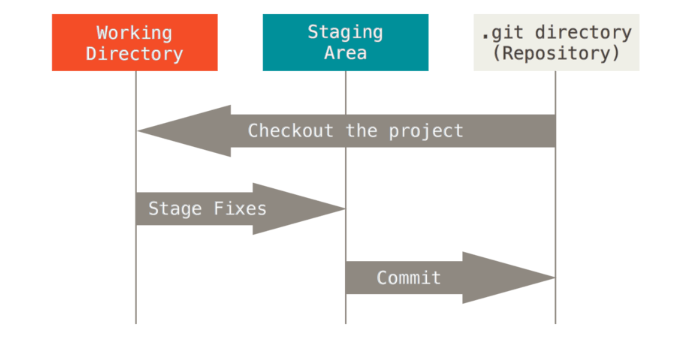 Working
Directory
Staging
Area
.git directory
(Repository)
Checkout the project
Stage Fixes
Commit